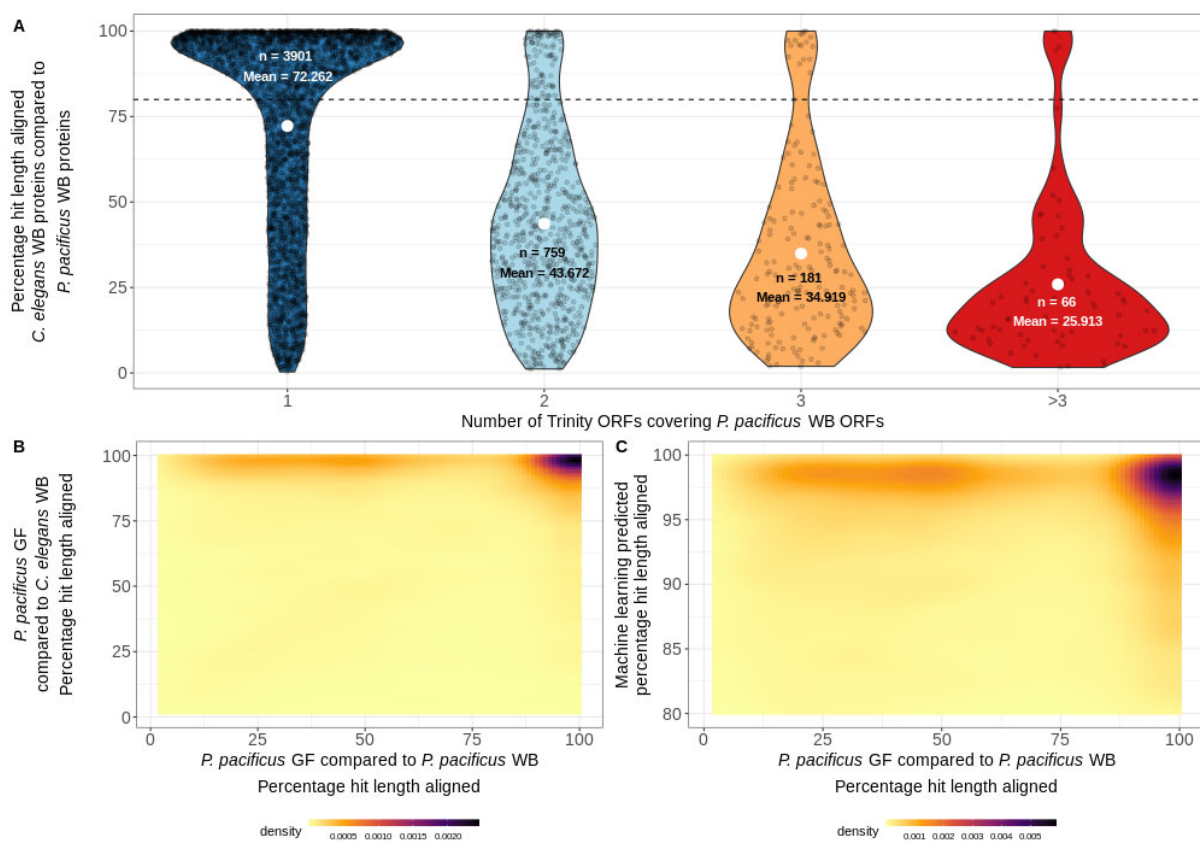 A
Percentage hit length aligned
C. elegans WB proteins compared to
P. pacificus WB proteins
100
75
50
25
0
n = 3901
Mean = 72.262
n = 759
Mean = 43.672
n = 181
Mean = 34.919
n = 66
Mean = 25.913
1
2
3
>3
Number of Trinity ORFs covering P. pacificus WB ORFs
B
P. pacificus GF
compared to C. elegans WB
Percentage hit length aligned
100
75
50
25
0
0
25
50
75
100
P. pacificus GF compared to P. pacificus WB
Percentage hit length aligned
density
0.0005
0.0010
0.0015
0.0020
C
Machine learning predicted
percentage hit length aligned
100
95
90
85
80
0
25
50
75
100
P. pacificus GF compared to P. pacificus WB
Percentage hit length aligned
density
0.001
0.002
0.003
0.004
0.005